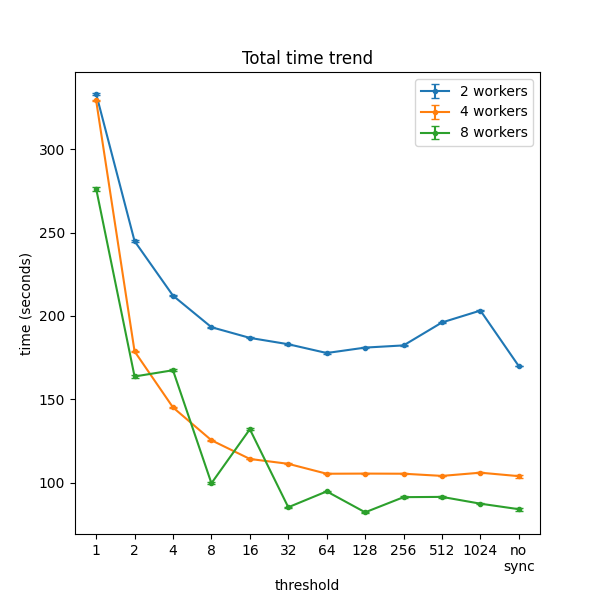 Total time trend
2 workers
4 workers
8 workers
time (seconds)
300
250
200
150
100
1 2 4 8 16 32 64 128 256 512 1024 no
sync
threshold